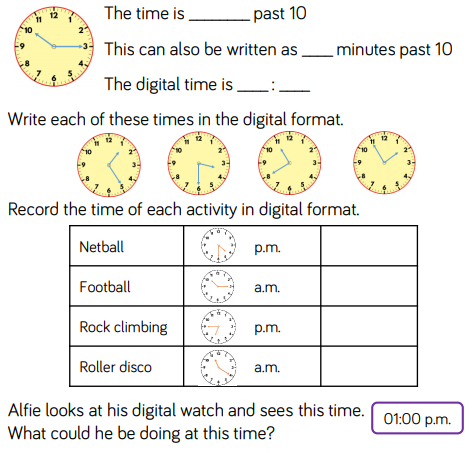 The time is ________ past 10
This can also be written as ____ minutes past 10
The digital time is ____:____
Write each of these times in the digital format.
Record the time of each activity in digital format.
Netball p.m.
Football a.m.
Rock climbing p.m.
Roller disco a.m.
Alfie looks at his digital watch and sees this time.
What could he be doing at this time?
01:00 p.m.